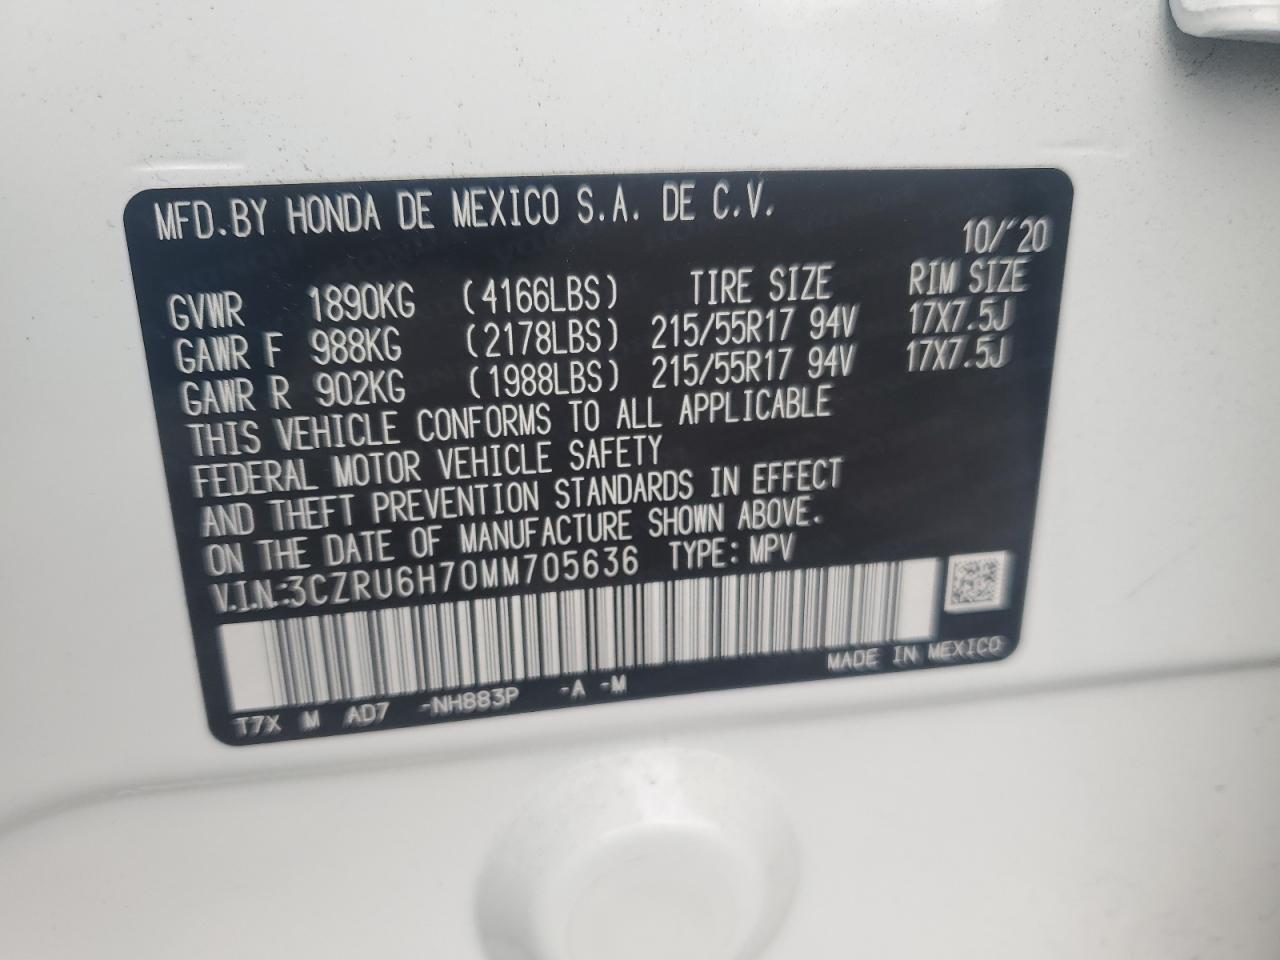 MFD.BY HONDA DE MEXICO S.A. DE C.V.
10/'20
GVWR 1890KG (4166LBS) TIRE SIZE RIM SIZE
GAWR F 988KG (2178LBS) 215/55R17 94V 17X7.5J
GAWR R 902KG (1988LBS) 215/55R17 94V 17X7.5J
THIS VEHICLE CONFORMS TO ALL APPLICABLE
FEDERAL MOTOR VEHICLE SAFETY
AND THEFT PREVENTION STANDARDS IN EFFECT
ON THE DATE OF MANUFACTURE SHOWN ABOVE.
V.I.N.:3CZRU6H70MM705636 TYPE: MPV
MADE IN MEXICO
T7X M AD7 -NH883P -A -M